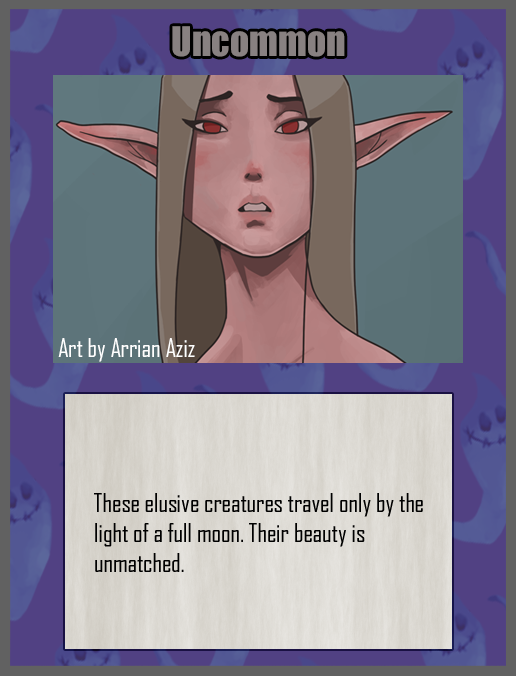 Uncommon
Art by Arrian Aziz
These elusive creatures travel only by the
light of a full moon. Their beauty is
unmatched.